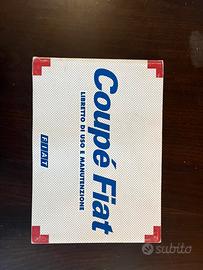 Coupé Fiat
LIBRETTO DI USO E MANUTENZIONE
FIAT
subito